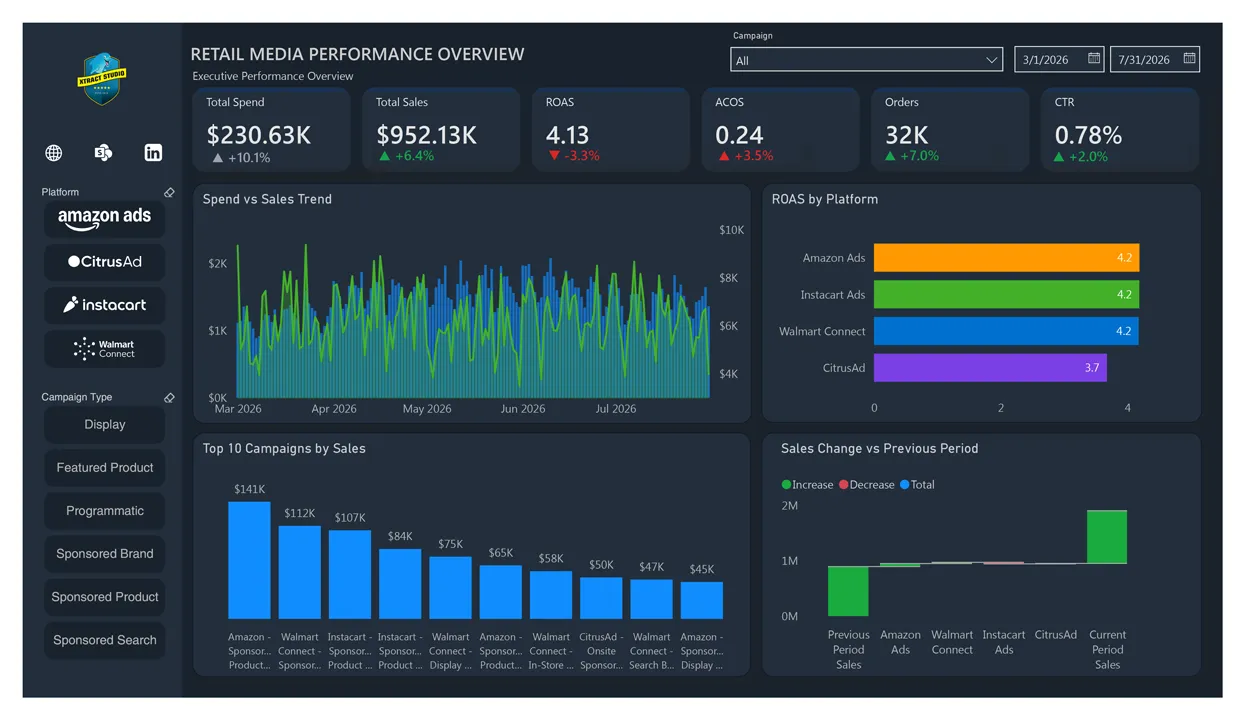 XTRACT STUDIO
Platform
amazon ads
CitrusAd
instacart
Walmart
Connect
Campaign Type
Display
Featured Product
Programmatic
Sponsored Brand
Sponsored Product
Sponsored Search
RETAIL MEDIA PERFORMANCE OVERVIEW
Executive Performance Overview
Campaign
All
3/1/2026
7/31/2026
Total Spend
$230.63K
+10.1%
Total Sales
$952.13K
+6.4%
ROAS
4.13
-3.3%
ACOS
0.24
+3.5%
Orders
32K
+7.0%
CTR
0.78%
+2.0%
Spend vs Sales Trend
$2K
$1K
$0K
$10K
$8K
$6K
$4K
Mar 2026
Apr 2026
May 2026
Jun 2026
Jul 2026
ROAS by Platform
Amazon Ads
4.2
Instacart Ads
4.2
Walmart Connect
4.2
CitrusAd
3.7
0
2
4
Top 10 Campaigns by Sales
$141K
$112K
$107K
$84K
$75K
$65K
$58K
$50K
$47K
$45K
Amazon -
Sponsor...
Product...
Walmart
Connect -
Sponsor...
Instacart -
Sponsor...
Product ...
Instacart -
Sponsor...
Product ...
Walmart
Connect -
Display ...
Amazon -
Sponsor...
Product...
Walmart
Connect -
In-Store ...
CitrusAd -
Onsite
Sponsor...
Walmart
Connect -
Search B...
Amazon -
Sponsor...
Display ...
Sales Change vs Previous Period
Increase
Decrease
Total
2M
1M
0M
Previous
Period
Sales
Amazon
Ads
Walmart
Connect
Instacart
Ads
CitrusAd
Current
Period
Sales